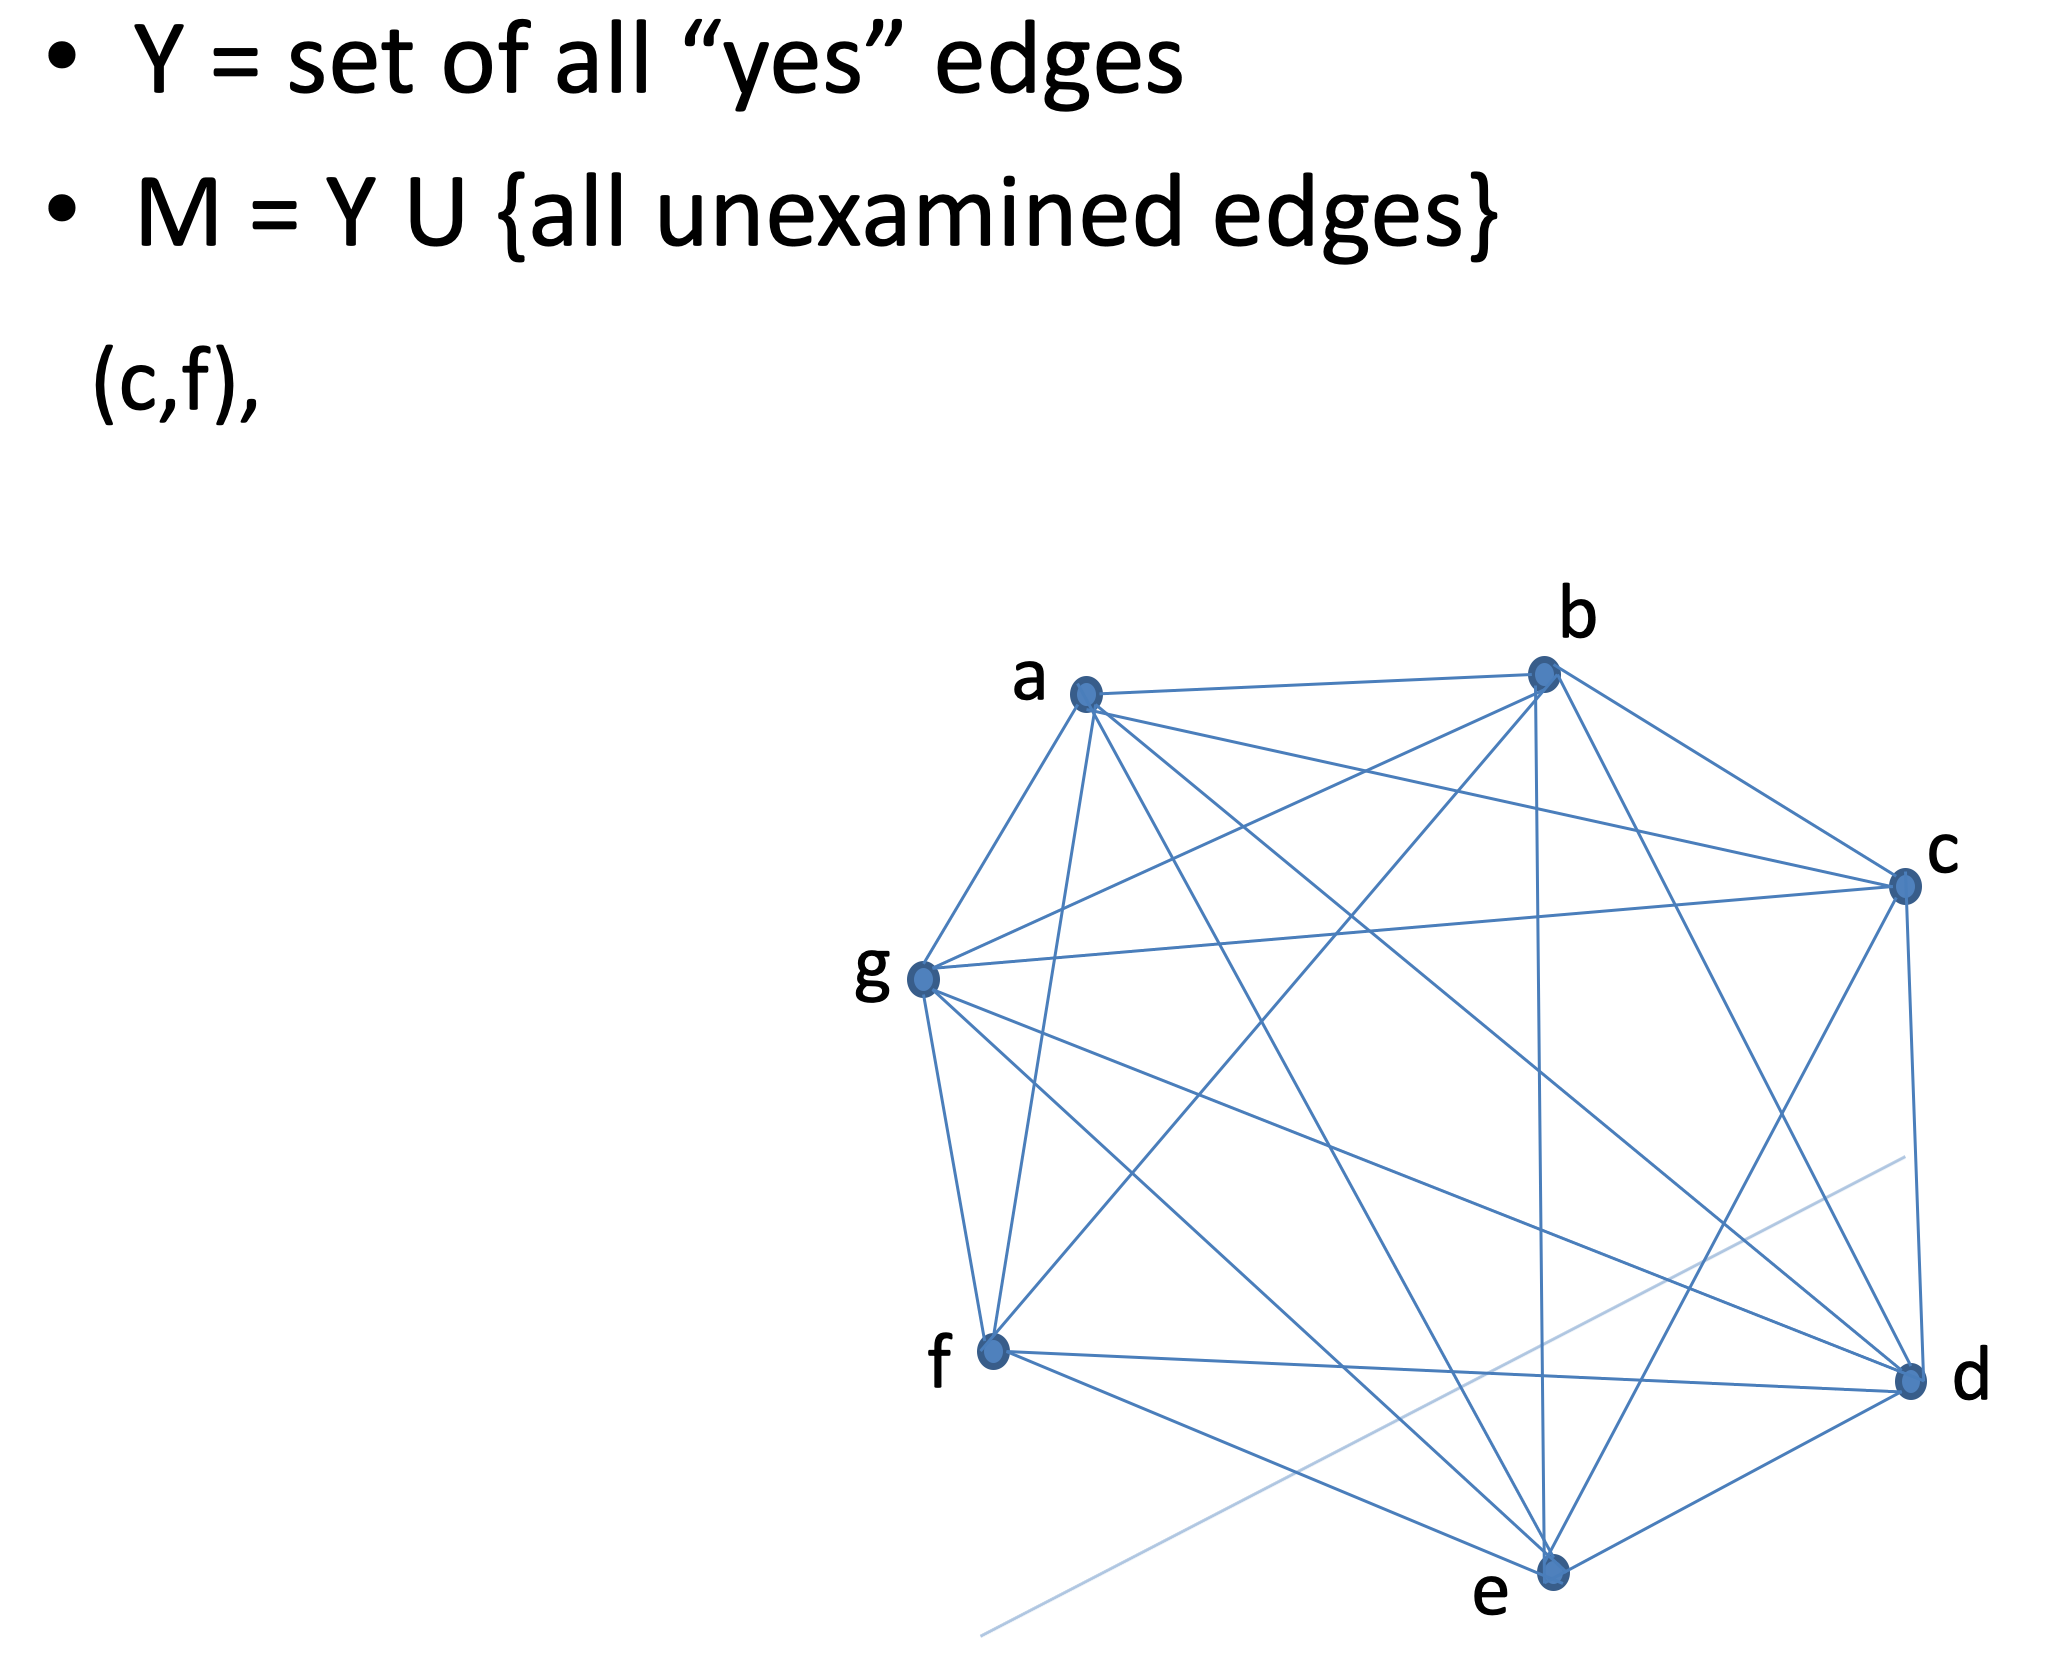 • Y = set of all “yes” edges
• M = Y U {all unexamined edges}
(c,f),
b
a
c
g
f
d
e